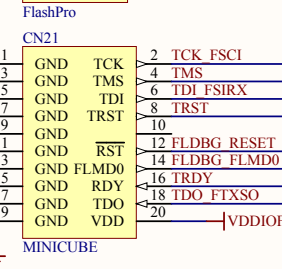 FlashPro
CN21
1 GND TCK 2 TCK_FSCI
3 GND TMS 4 TMS
5 GND TDI 6 TDI_FSIRX
7 GND TRST 8 TRST
9 GND 10
1 GND RST 12 FLDBG_RESET
3 GND FLMD0 14 FLDBG_FLMD0
5 GND RDY 16 TRDY
7 GND TDO 18 TDO_FTXSO
9 GND VDD 20 VDDIOF
MINICUBE